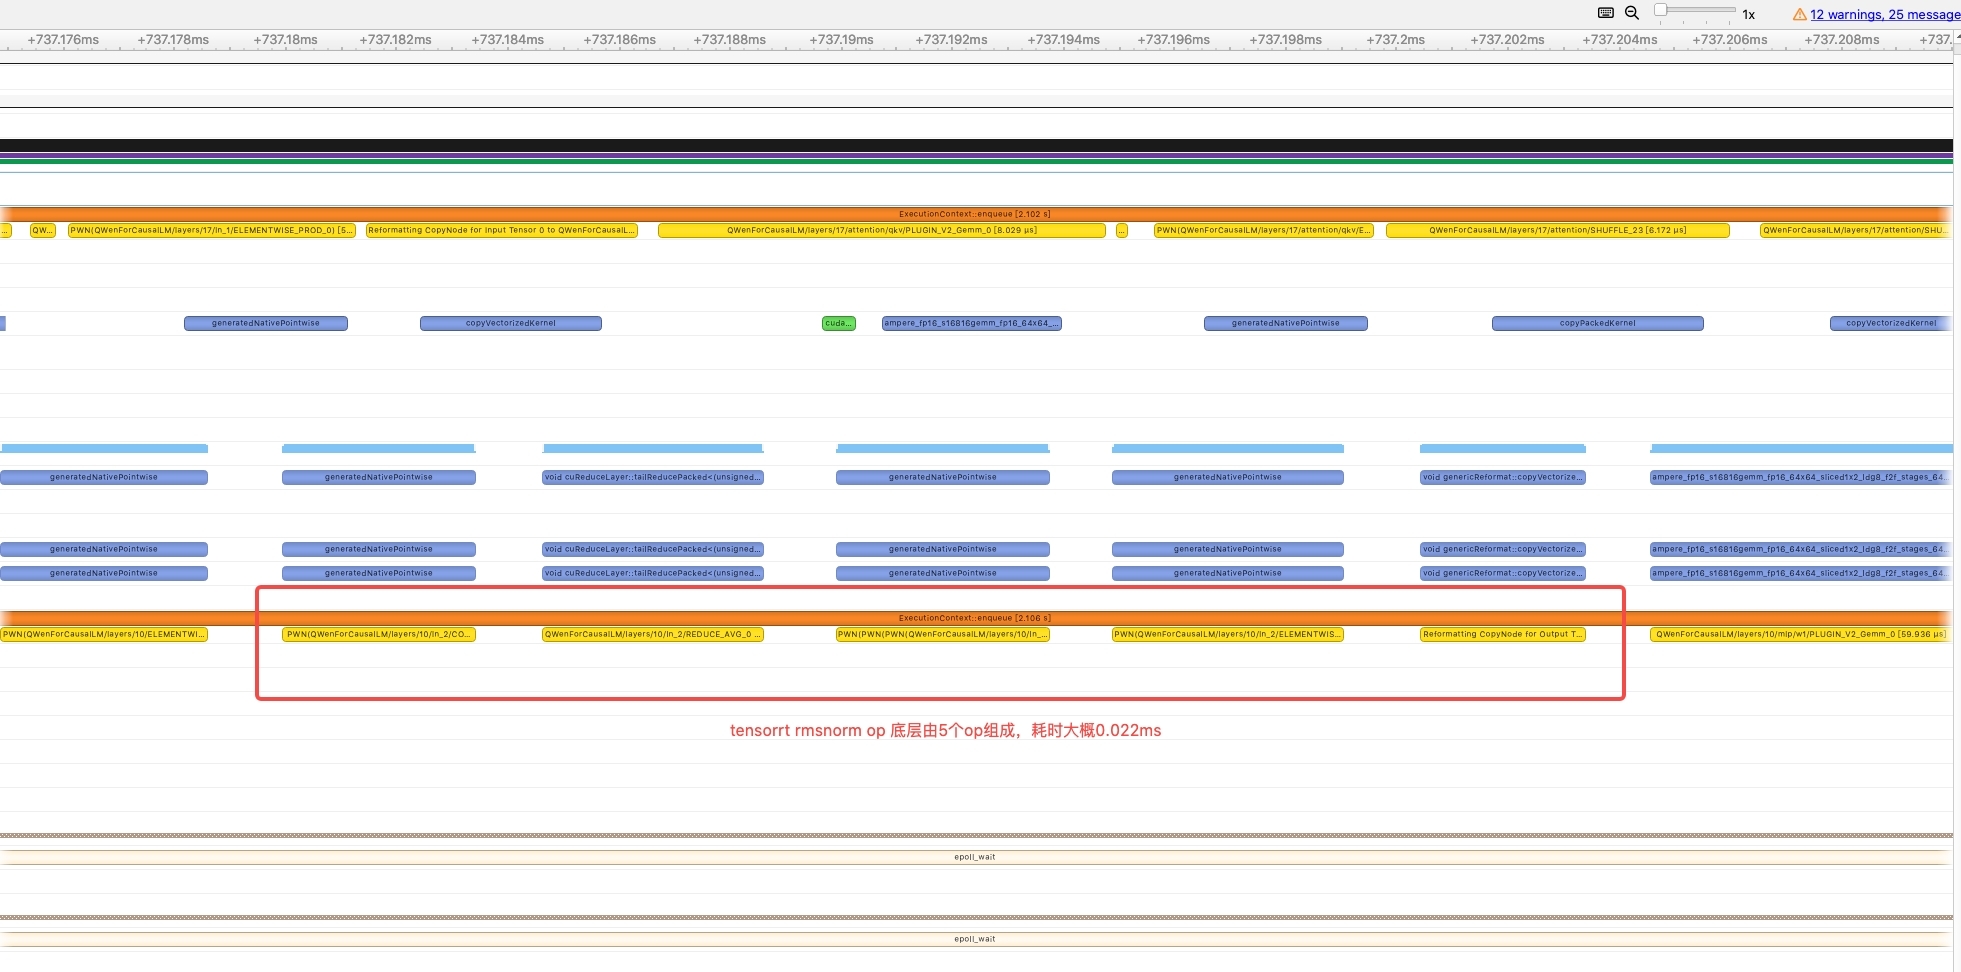 1x
12 warnings, 25 message
+737.176ms +737.178ms +737.18ms +737.182ms +737.184ms +737.186ms +737.188ms +737.19ms +737.192ms +737.194ms +737.196ms +737.198ms +737.2ms +737.202ms +737.204ms +737.206ms +737.208ms +737.
ExecutionContext::enqueue [2.102 s]
... QW... PWN(QWenForCausalLM/layers/17/ln_1/ELEMENTWISE_PROD_0) [5... Reformatting CopyNode for Input Tensor 0 to QWenForCausalL... QWenForCausalLM/layers/17/attention/qkv/PLUGIN_V2_Gemm_0 [8.029 μs] ... PWN(QWenForCausalLM/layers/17/attention/qkv/E... QWenForCausalLM/layers/17/attention/SHUFFLE_23 [6.172 μs] QWenForCausalLM/layers/17/attention/SHU...
generatedNativePointwise copyVectorizedKernel cuda... ampere_fp16_s16816gemm_fp16_64x64_... generatedNativePointwise copyPackedKernel copyVectorizedKernel
generatedNativePointwise generatedNativePointwise void cuReduceLayer::tailReducePacked<(unsigned... generatedNativePointwise generatedNativePointwise void genericReformat::copyVectorize... ampere_fp16_s16816gemm_fp16_64x64_sliced1x2_ldg8_f2f_stages_64...
generatedNativePointwise generatedNativePointwise void cuReduceLayer::tailReducePacked<(unsigned... generatedNativePointwise generatedNativePointwise void genericReformat::copyVectorize... ampere_fp16_s16816gemm_fp16_64x64_sliced1x2_ldg8_f2f_stages_64...
generatedNativePointwise generatedNativePointwise void cuReduceLayer::tailReducePacked<(unsigned... generatedNativePointwise generatedNativePointwise void genericReformat::copyVectorize... ampere_fp16_s16816gemm_fp16_64x64_sliced1x2_ldg8_f2f_stages_64...
ExecutionContext::enqueue [2.106 s]
PWN(QWenForCausalLM/layers/10/ELEMENTWI... PWN(QWenForCausalLM/layers/10/ln_2/CO... QWenForCausalLM/layers/10/ln_2/REDUCE_AVG_0 ... PWN(PWN(PWN(QWenForCausalLM/layers/10/ln_... PWN(QWenForCausalLM/layers/10/ln_2/ELEMENTWIS... Reformatting CopyNode for Output T... QWenForCausalLM/layers/10/mlp/w1/PLUGIN_V2_Gemm_0 [59.936 μs]
tensorrt rmsnorm op 底层由5个op组成，耗时大概0.022ms
epoll_wait
epoll_wait